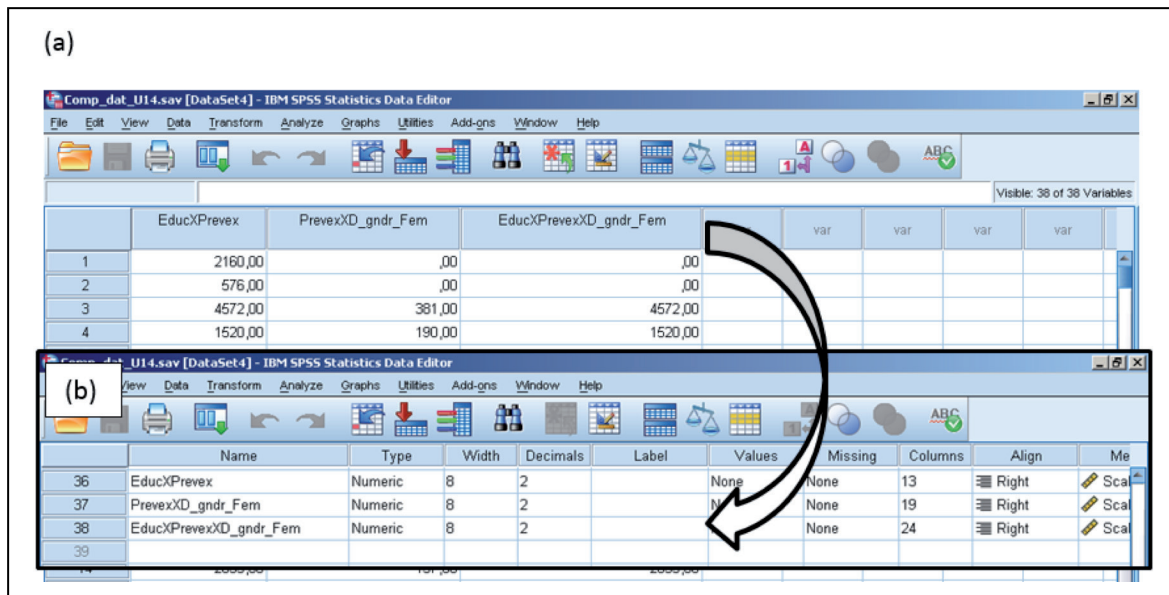 (a)
Comp_dat_U14.sav [DataSet4] - IBM SPSS Statistics Data Editor
File Edit View Data Transform Analyze Graphs Utilities Add-ons Window Help
Visible: 38 of 38 Variables
EducXPrevex PrevexXD_gndr_Fem EducXPrevexXD_gndr_Fem var var var var
1 2160,00 ,00 ,00
2 576,00 ,00 ,00
3 4572,00 381,00 4572,00
4 1520,00 190,00 1520,00
Comp_dat_U14.sav [DataSet4] - IBM SPSS Statistics Data Editor
(b) View Data Transform Analyze Graphs Utilities Add-ons Window Help
Name Type Width Decimals Label Values Missing Columns Align Me
36 EducXPrevex Numeric 8 2 None None 13 Right Scal
37 PrevexXD_gndr_Fem Numeric 8 2 None 19 Right Scal
38 EducXPrevexXD_gndr_Fem Numeric 8 2 None 24 Right Scal
39